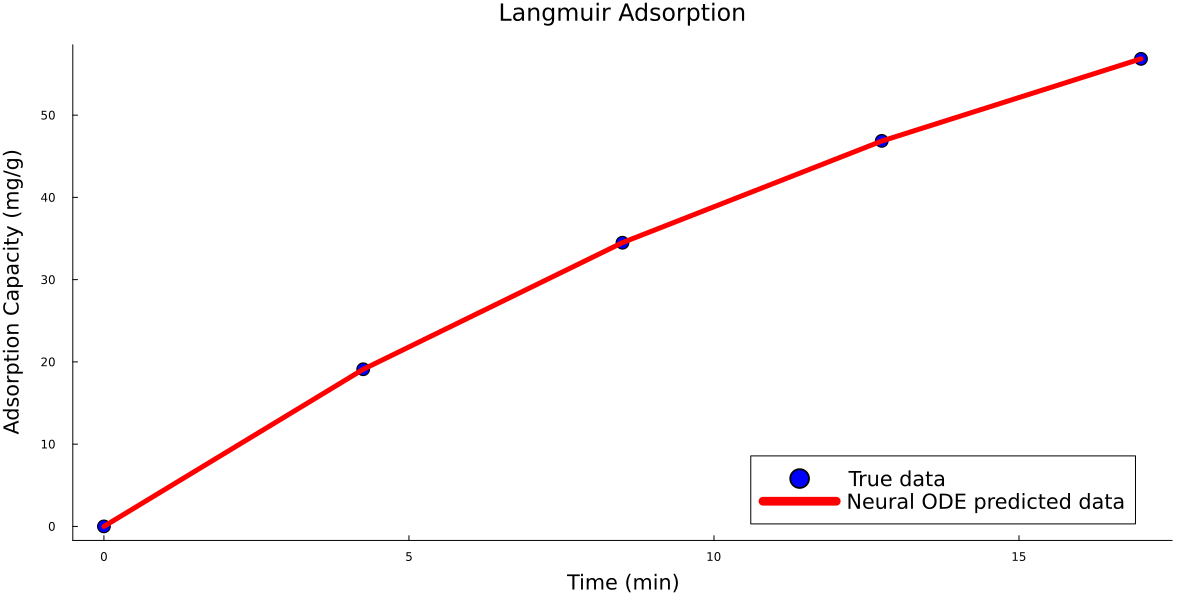 Langmuir Adsorption
Adsorption Capacity (mg/g)
50
40
30
20
10
0
0
5
10
15
Time (min)
True data
Neural ODE predicted data